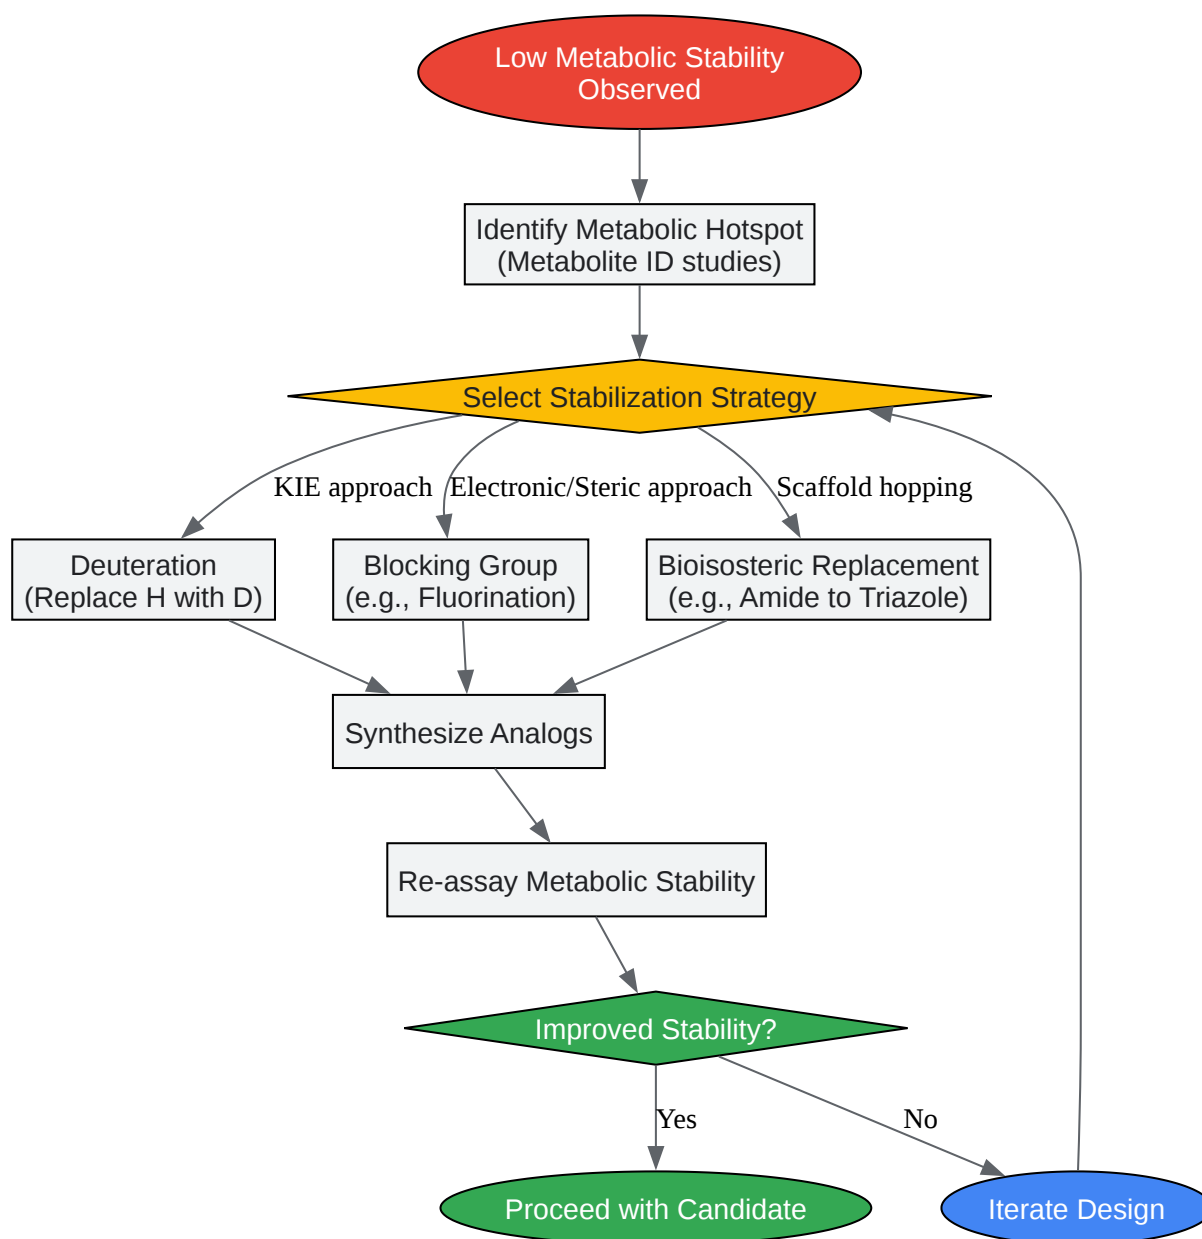 Low Metabolic Stability
Observed
Identify Metabolic Hotspot
(Metabolite ID studies)
Select Stabilization Strategy
KIE approach
Electronic/Steric approach
Scaffold hopping
Deuteration
(Replace H with D)
Blocking Group
(e.g., Fluorination)
Bioisosteric Replacement
(e.g., Amide to Triazole)
Synthesize Analogs
Re-assay Metabolic Stability
Improved Stability?
Yes
No
Proceed with Candidate
Iterate Design